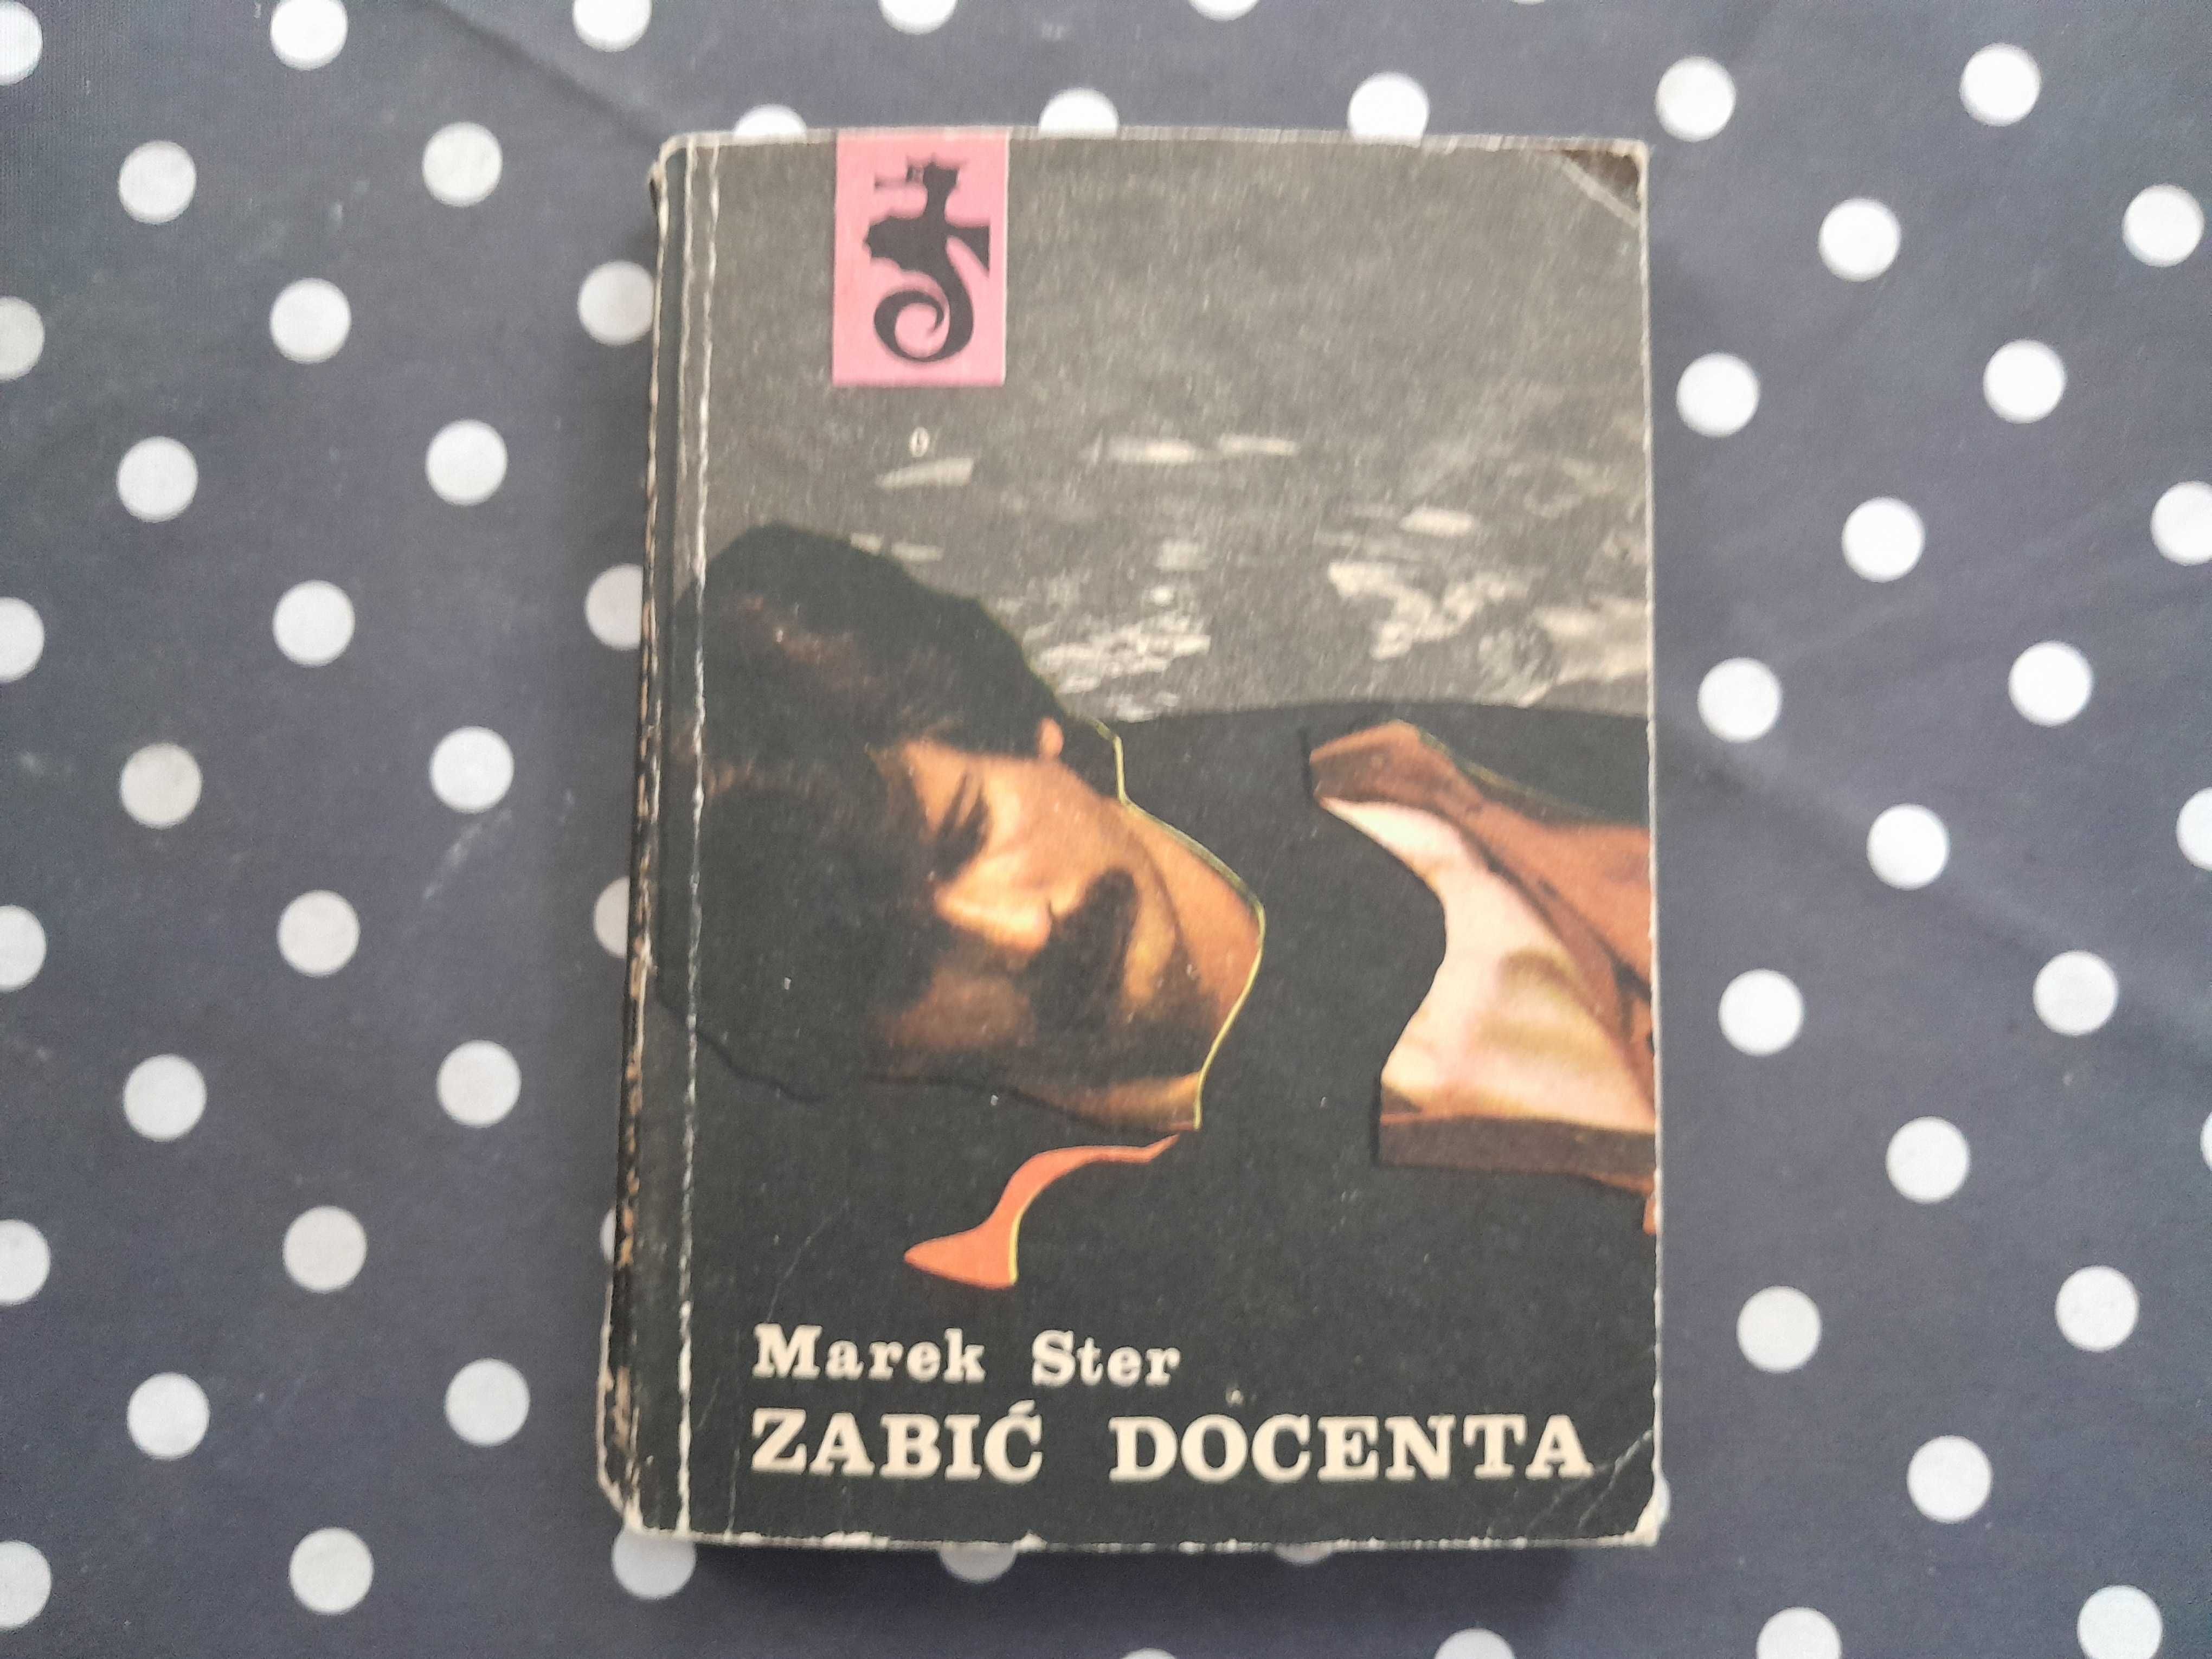 Marek Ster
ZABIĆ DOCENTA